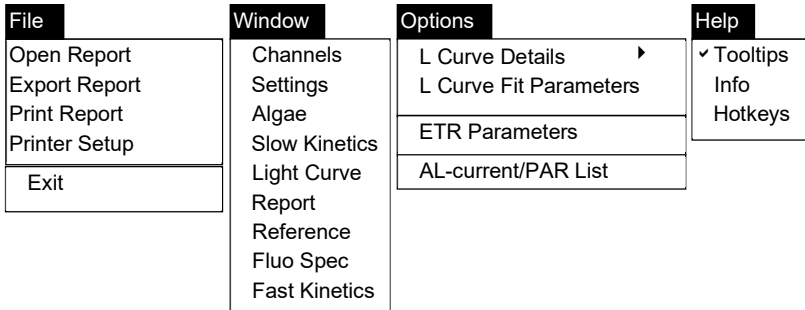 File
Open Report
Export Report
Print Report
Printer Setup
Exit
Window
Channels
Settings
Algae
Slow Kinetics
Light Curve
Report
Reference
Fluo Spec
Fast Kinetics
Options
L Curve Details
L Curve Fit Parameters
ETR Parameters
AL-current/PAR List
Help
Tooltips
Info
Hotkeys